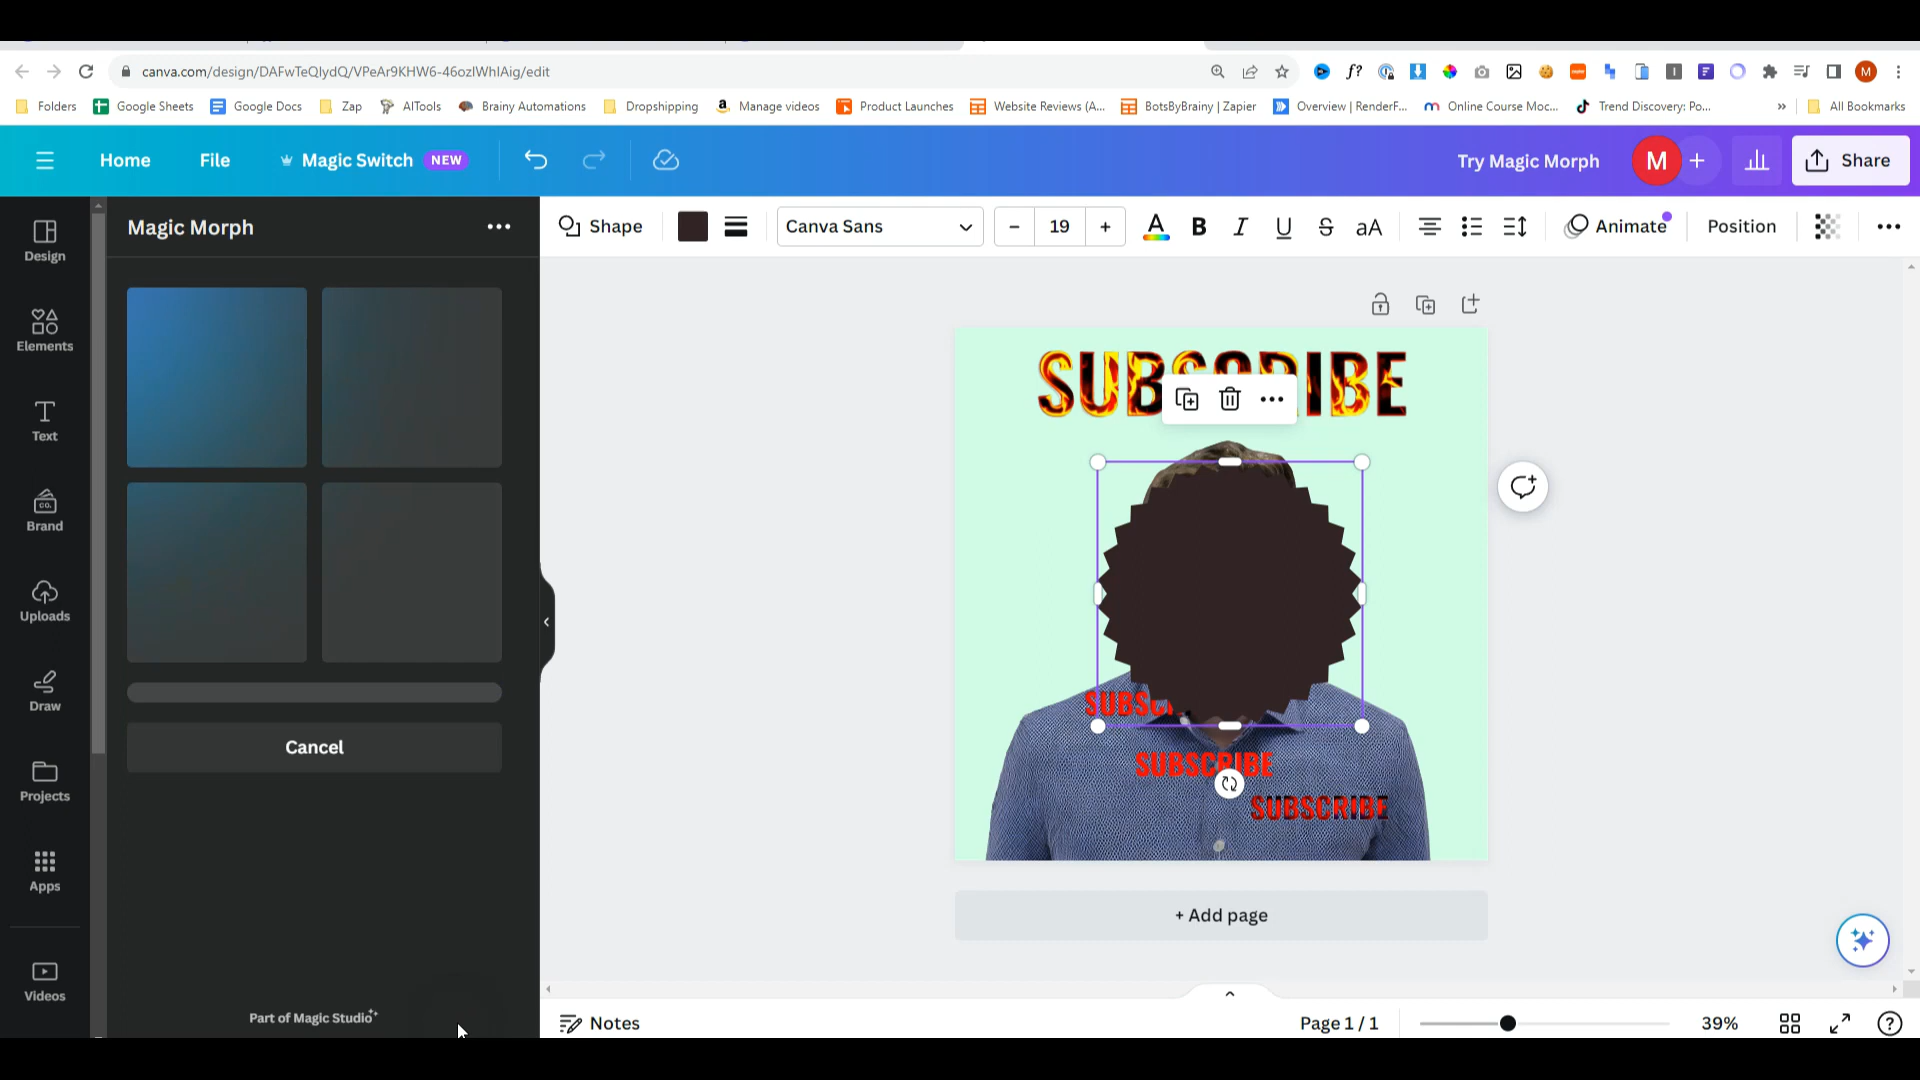 canva.com/design/DAFwTeQlydQ/VPeAr9KHW6-46ozlWhlAig/edit
Folders
Google Sheets
Google Docs
Zap
AITools
Brainy Automations
Dropshipping
Manage videos
Product Launches
Website Reviews (A...
BotsByBrainy | Zapier
Overview | RenderF...
Online Course Moc...
Trend Discovery: Po...
»
All Bookmarks
Home
File
Magic Switch NEW
Try Magic Morph
M
+
Share
Magic Morph
Shape
Canva Sans
- 19 +
A B I U S aA
Animate
Position
Design
Elements
Text
Brand
Uploads
Draw
Projects
Apps
Videos
Cancel
Part of Magic Studio
SUBSCRIBE
SUBSC
SUBSCRIBE
SUBSCRIBE
+ Add page
Notes
Page 1 / 1
39%